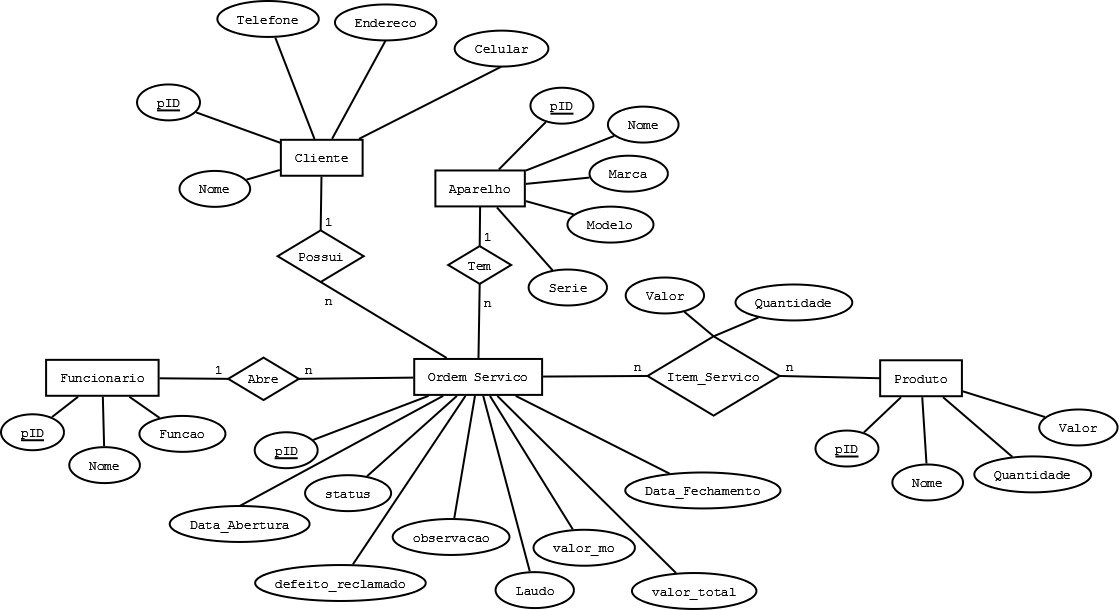 Telefone
Endereco
Celular
pID
Cliente
Nome
pID
Nome
Marca
Aparelho
Modelo
Serie
1
Possui
n
1
Tem
n
Valor
Quantidade
Funcionario
1
Abre
n
Ordem Servico
n
Item_Servico
n
Produto
pID
Nome
Funcao
pID
status
Data_Abertura
defeito_reclamado
observacao
Laudo
valor_mo
valor_total
Data_Fechamento
pID
Nome
Quantidade
Valor